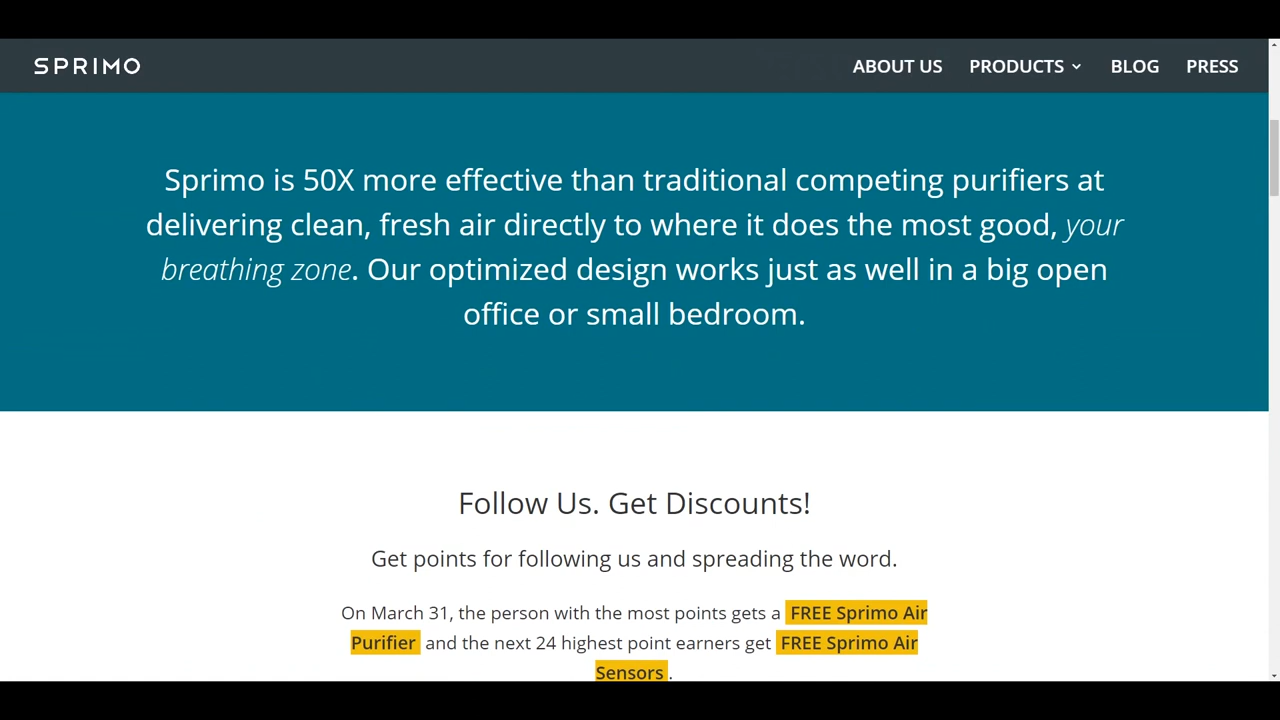 SPRIMO
ABOUT US PRODUCTS BLOG PRESS
Sprimo is 50X more effective than traditional competing purifiers at
delivering clean, fresh air directly to where it does the most good, your
breathing zone. Our optimized design works just as well in a big open
office or small bedroom.
Follow Us. Get Discounts!
Get points for following us and spreading the word.
On March 31, the person with the most points gets a FREE Sprimo Air
Purifier and the next 24 highest point earners get FREE Sprimo Air
Sensors .